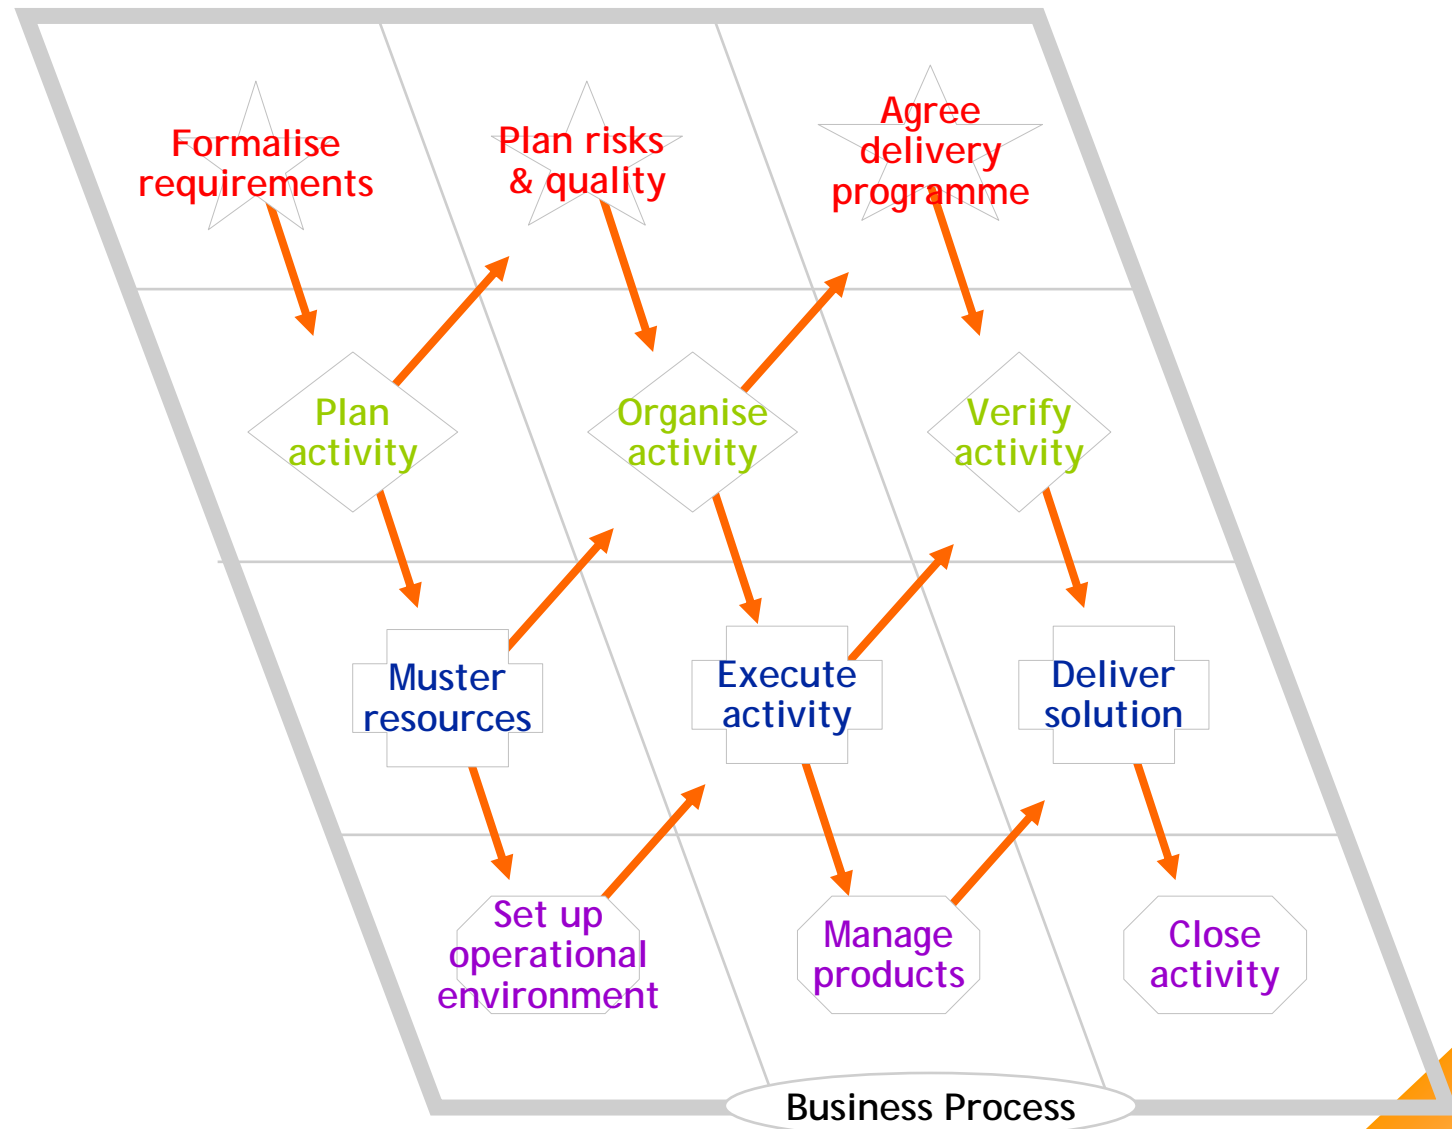 Formalise
requirements
Plan risks
& quality
Agree
delivery
programme
Plan
activity
Organise
activity
Verify
activity
Muster
resources
Execute
activity
Deliver
solution
Set up
operational
environment
Manage
products
Close
activity
Business Process